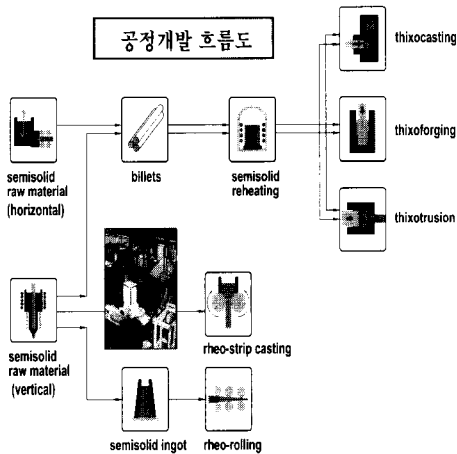 공정개발 흐름도
thixocasting
thixoforging
thixotrusion
semisolid
raw material
(horizontal)
billets
semisolid
reheating
semisolid
raw material
(vertical)
rheo-strip casting
semisolid ingot
rheo-rolling